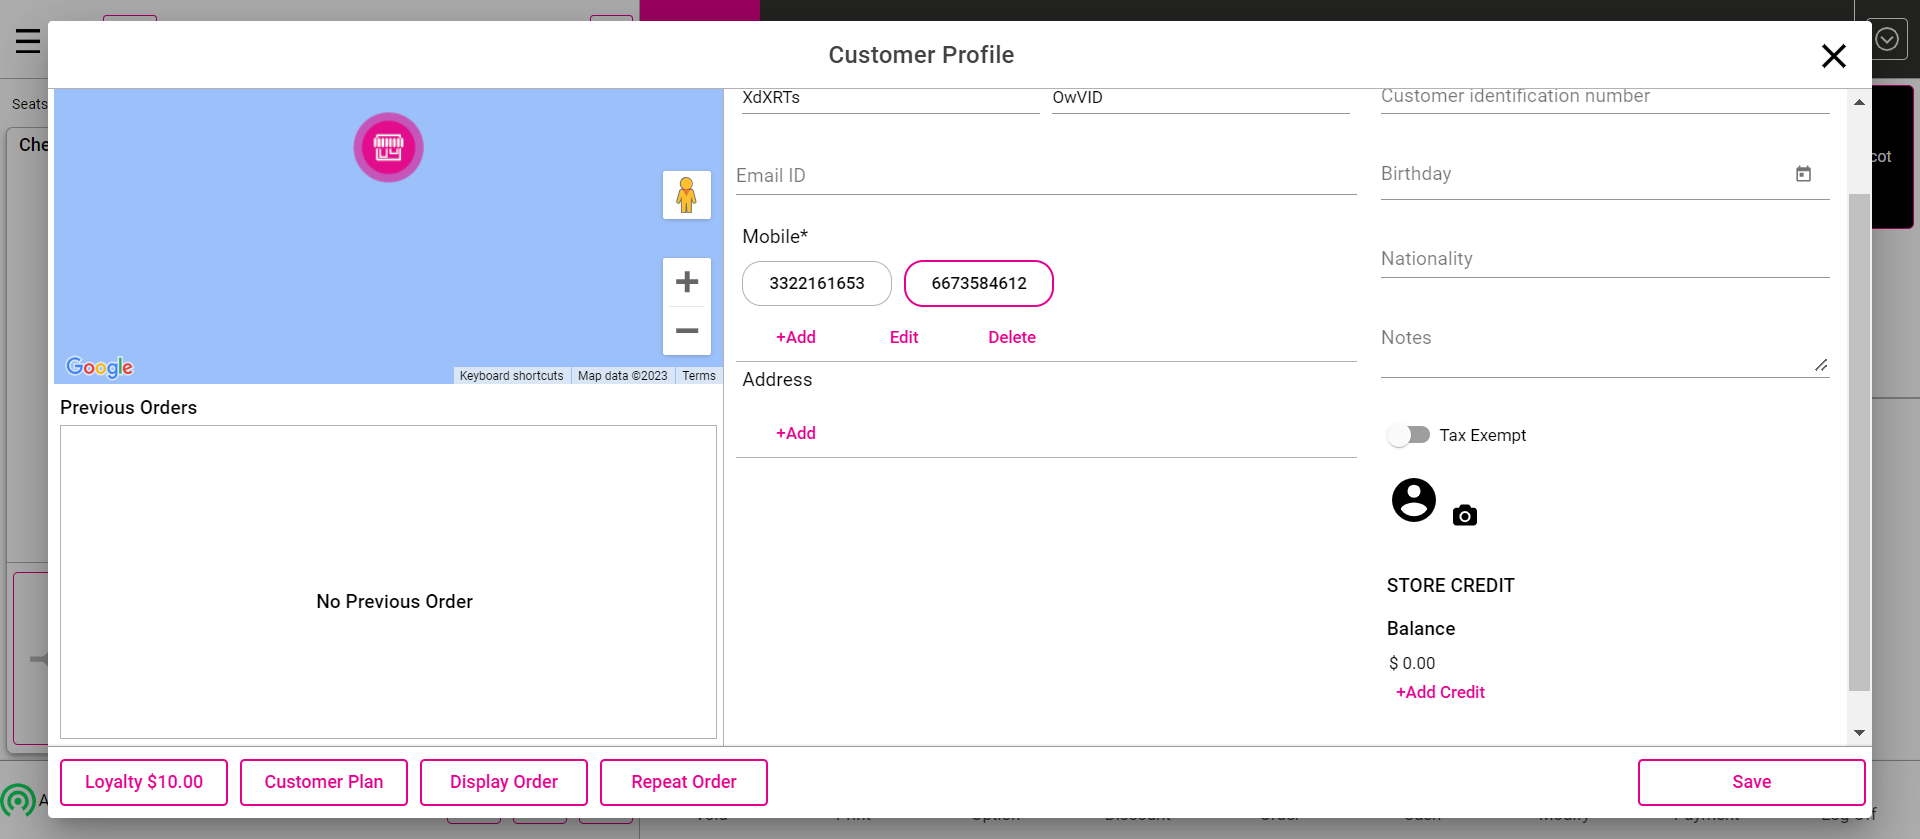 Customer Profile
Seats
Che
cot
XdXRTs
OwVID
Customer identification number
Email ID
Birthday
Mobile*
3322161653
6673584612
Nationality
+Add
Edit
Delete
Notes
Google
Keyboard shortcuts
Map data ©2023
Terms
Address
+Add
Previous Orders
No Previous Order
Tax Exempt
STORE CREDIT
Balance
$ 0.00
+Add Credit
Loyalty $10.00
Customer Plan
Display Order
Repeat Order
Save
A